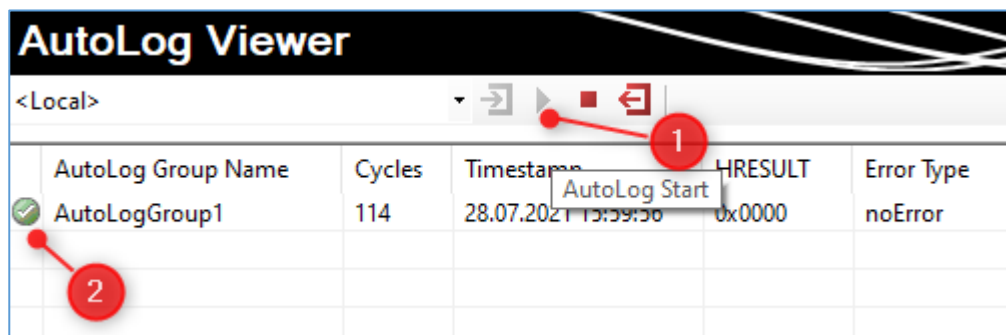 AutoLog Viewer
<Local>
1
AutoLog Group Name Cycles Timestamp HRESULT Error Type
AutoLog Start
AutoLogGroup1 114 28.07.2021 15:59:56 0x0000 noError
2